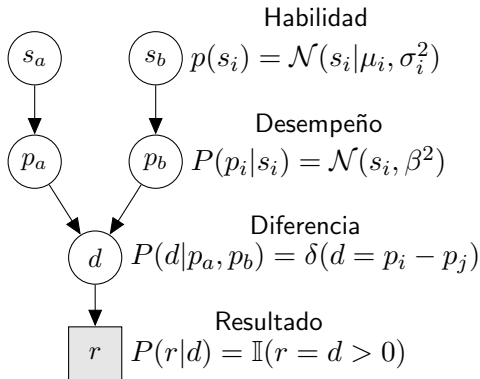 Habilidad
s_a s_b p(s_i) = 𝒩(s_i|μ_i, σ_i^2)
Desempeño
p_a p_b P(p_i|s_i) = 𝒩(s_i, β^2)
Diferencia
d P(d|p_a, p_b) = δ(d = p_i − p_j)
Resultado
r P(r|d) = 𝕀(r = d > 0)